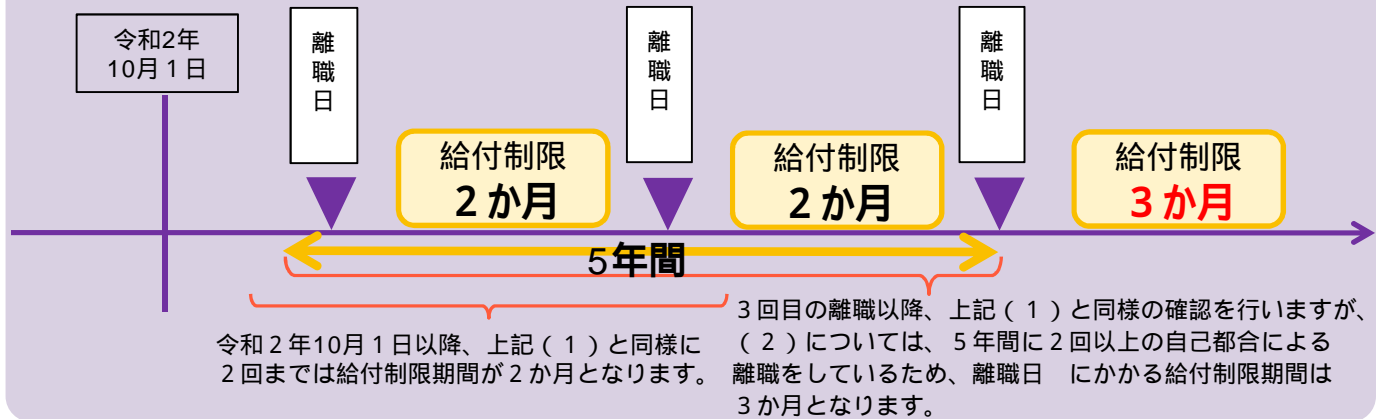 令和2年
10月１日
離職日
離職日
離職日
給付制限
２か月
給付制限
２か月
給付制限
３か月
5年間
令和２年10月１日以降、上記（１）と同様に
２回までは給付制限期間が２か月となります。
３回目の離職以降、上記（１）と同様の確認を行いますが、
（２）については、５年間に２回以上の自己都合による
離職をしているため、離職日　にかかる給付制限期間は
３か月となります。